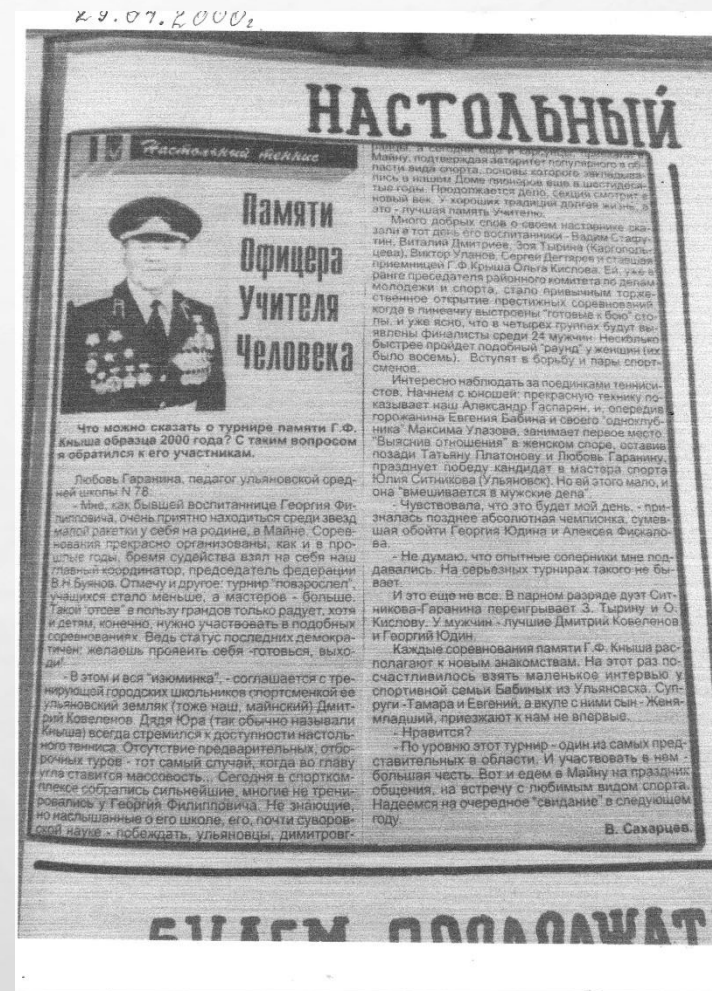 29.01.2000г
НАСТОЛЬНЫЙ
Настольный теннис
Памяти
Офицера
Учителя
Человека
Что можно сказать о турнире памяти Г.Ф.
Кныша образца 2000 года? С таким вопросом
я обратился к его участникам.
Любовь Гаранина, педагог ульяновской сред-
ней школы N 78:
- Мне, как бывшей воспитаннице Георгия Фи-
липповича, очень приятно находиться среди звезд
малой ракетки у себя на родине, в Майне. Сорев-
нования прекрасно организованы, как и в про-
шлые годы, бремя судейства взял на себя наш
главный координатор, председатель федерации
В.Н.Буянов. Отмечу и другое: турнир "повзрослел",
учащихся стало меньше, а мастеров - больше.
Такой "отсев" в пользу грандов только радует, хотя
и детям, конечно, нужно участвовать в подобных
соревнованиях. Ведь статус последних демокра-
тичен: желаешь проявить себя -готовься, выхо-
ди!
- В этом и вся "изюминка", - соглашается с тре-
нирующей городских школьников спортсменкой ее
ульяновский земляк (тоже наш, майнский) Дмит-
рий Ковеленов. Дядя Юра (так обычно называли
Кныша) всегда стремился к доступности настоль-
ного тенниса. Отсутствие предварительных, отбо-
рочных туров - тот самый случай, когда во главу
угла ставится массовость... Сегодня в спортком-
плексе собрались сильнейшие, многие не трени-
ровались у Георгия Филипповича. Не знающие,
но наслышанные о его школе, его, почти суворов-
ской науке - побеждать, ульяновцы, димитровг-
радцы, а сегодня еще и карсунцы, приехали в
Майну, подтверждая авторитет популярного в об-
ласти вида спорта, основы которого закладыва-
лись в нашем Доме пионеров еще в шестидеся-
тые годы. Продолжается дело, секция смотрит в
новый век. У хороших традиций долгая жизнь, а
это - лучшая память Учителю.
Много добрых слов о своем наставнике ска-
зали в тот день его воспитанники - Вадим Стафу-
тин, Виталий Дмитриев, Зоя Тырина (Каргополь-
цева), Виктор Уланов, Сергей Дегтярев и ставшая
приемницей Г.Ф.Крыша Ольга Кислова. Ей, уже в
ранге председателя районного комитета по делам
молодежи и спорта, стало привычным торже-
ственное открытие престижных соревнований,
когда в линеечку выстроены "готовые к бою" сто-
лы, и уже ясно, что в четырех группах будут вы-
явлены финалисты среди 24 мужчин. Несколько
быстрее пройдет подобный "раунд" у женщин (их
было восемь). Вступят в борьбу и пары спорт-
сменов.
Интересно наблюдать за поединками тенниси-
стов. Начнем с юношей: прекрасную технику по-
казывает наш Александр Гаспарян, и, опередив
горожанина Евгения Бабина и своего "одноклуб-
ника" Максима Улазова, занимает первое место.
"Выяснив отношения" в женском споре, оставив
позади Татьяну Платонову и Любовь Гаранину,
празднует победу кандидат в мастера спорта
Юлия Ситникова (Ульяновск). Но ей этого мало, и
она "вмешивается в мужские дела".
- Чувствовала, что это будет мой день, - при-
зналась позднее абсолютная чемпионка, сумев-
шая обойти Георгия Юдина и Алексея Фискало-
ва.
- Не думаю, что опытные соперники мне под-
давались. На серьезных турнирах такого не бы-
вает.
И это еще не все. В парном разряде дуэт Сит-
никова-Гаранина переигрывает З. Тырину и О.
Кислову. У мужчин - лучшие Дмитрий Ковеленов
и Георгий Юдин.
Каждые соревнования памяти Г.Ф. Кныша рас-
полагают к новым знакомствам. На этот раз по-
счастливилось взять маленькое интервью у
спортивной семьи Бабиных из Ульяновска. Суп-
руги -Тамара и Евгений, а вкупе с ними сын - Женя-
младший, приезжают к нам не впервые.
- Нравится?
- По уровню этот турнир - один из самых пред-
ставительных в области. И участвовать в нем -
большая честь. Вот и едем в Майну на праздник
общения, на встречу с любимым видом спорта.
Надеемся на очередное "свидание" в следующем
году.
В. Сахарцев.